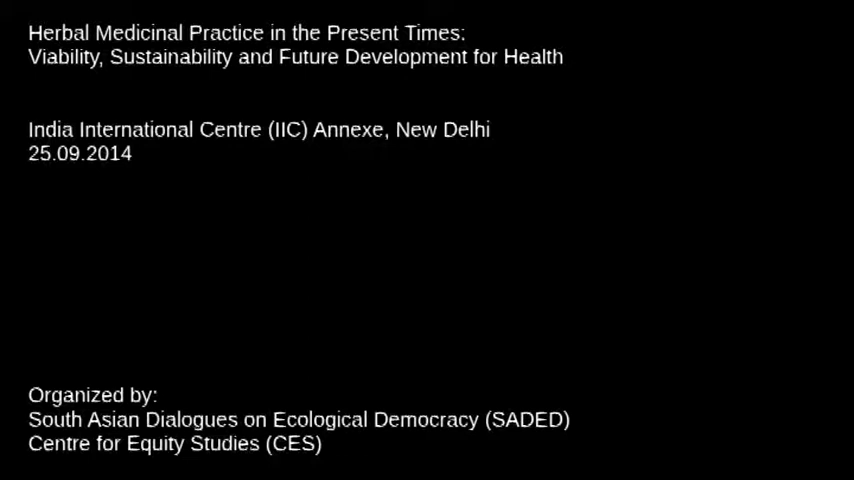 Herbal Medicinal Practice in the Present Times:
Viability, Sustainability and Future Development for Health
India International Centre (IIC) Annexe, New Delhi
25.09.2014
Organized by:
South Asian Dialogues on Ecological Democracy (SADED)
Centre for Equity Studies (CES)